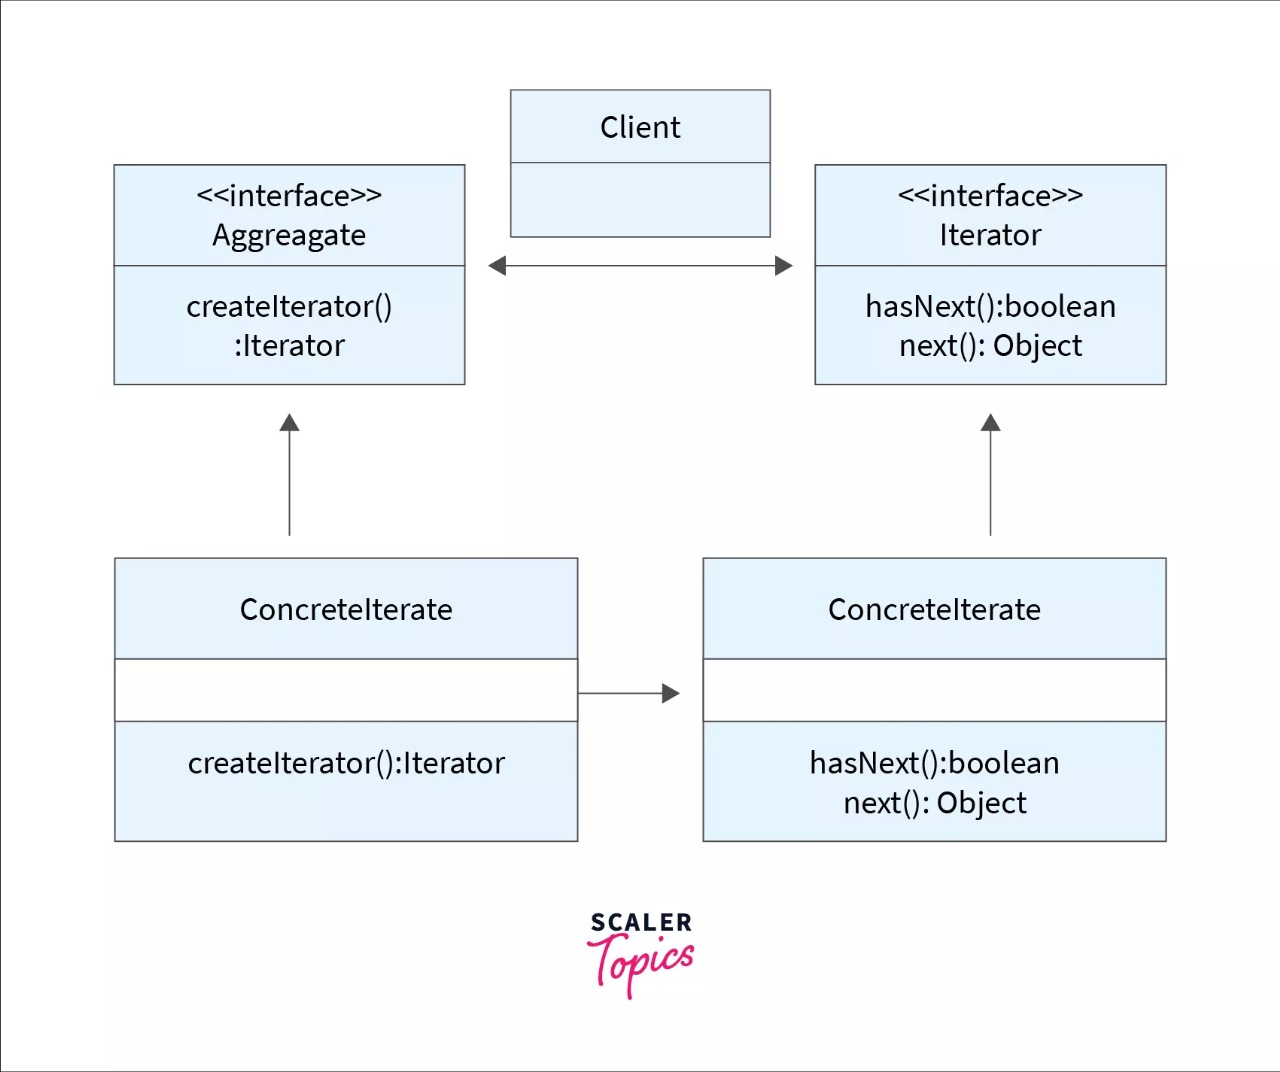 Client
<<interface>>
Aggreagate
createIterator()
:Iterator
<<interface>>
Iterator
hasNext():boolean
next(): Object
ConcreteIterate
createIterator():Iterator
ConcreteIterate
hasNext():boolean
next(): Object
SCALER
Topics